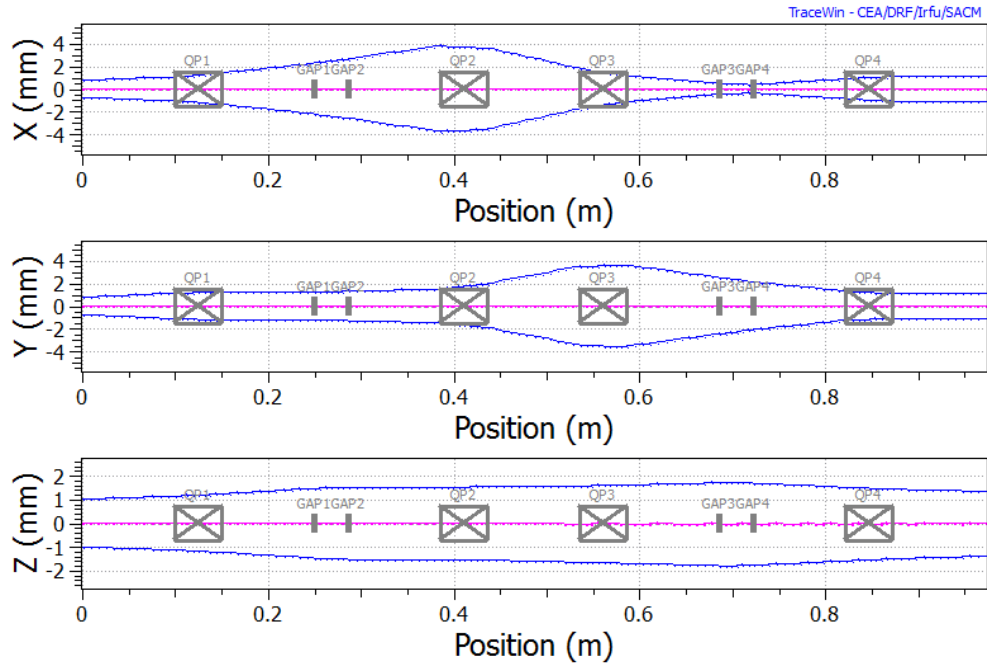 TraceWin - CEA/DRF/Irfu/SACM
X (mm)
4
2
0
-2
-4
QP1
GAP1GAP2
QP2
QP3
GAP3GAP4
QP4
0 0.2 0.4 0.6 0.8
Position (m)
Y (mm)
4
2
0
-2
-4
QP1
GAP1GAP2
QP2
QP3
GAP3GAP4
QP4
0 0.2 0.4 0.6 0.8
Position (m)
Z (mm)
2
1
0
-1
-2
QP1
GAP1GAP2
QP2
QP3
GAP3GAP4
QP4
0 0.2 0.4 0.6 0.8
Position (m)